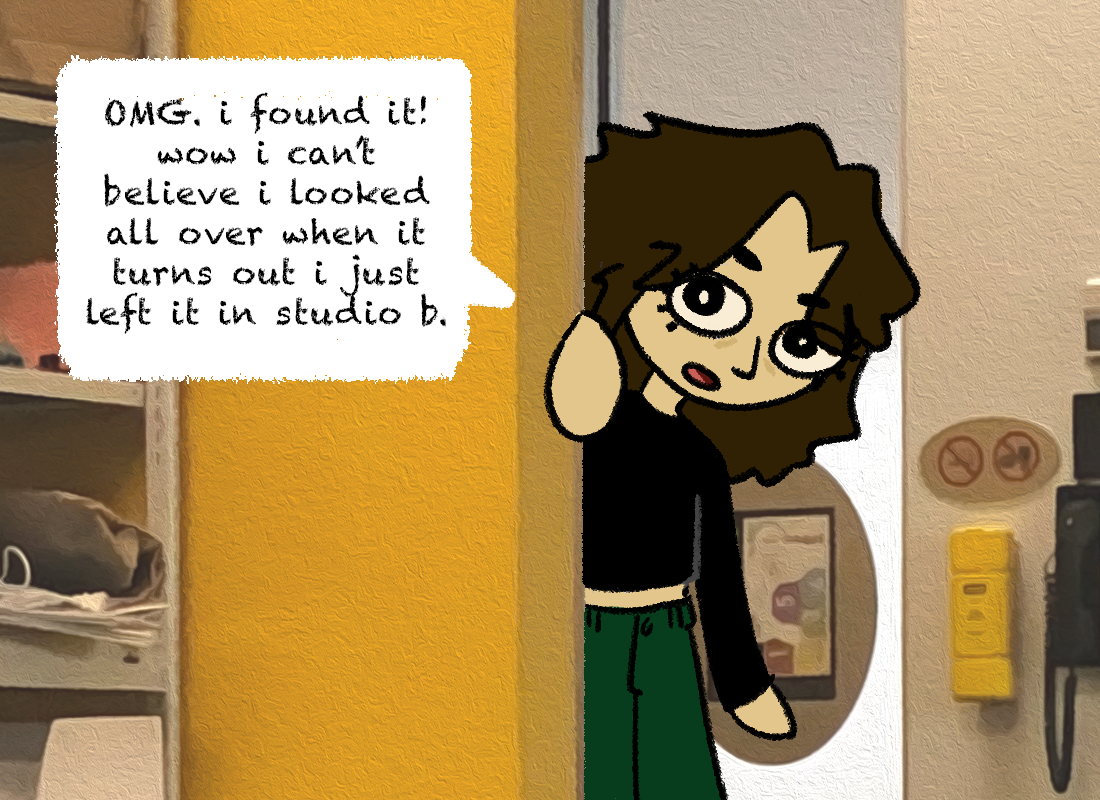 OMG. i found it!
wow i can't
believe i looked
all over when it
turns out i just
left it in studio b.